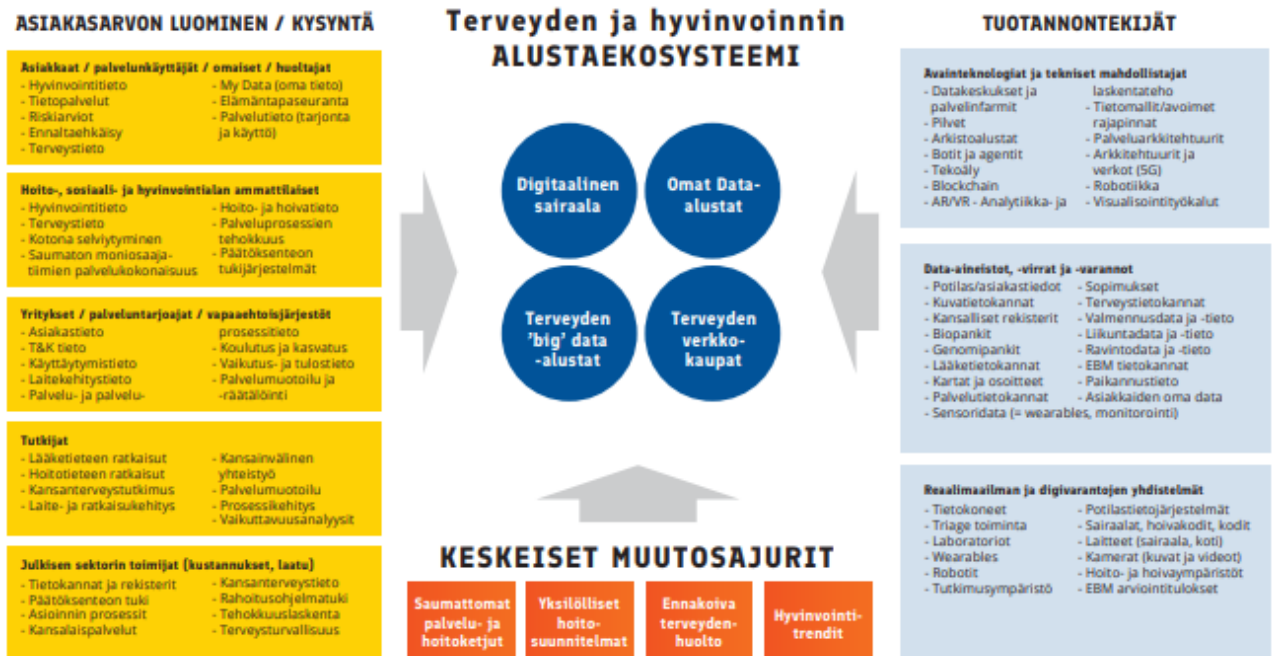 ASIAKASARVON LUOMINEN / KYSYNTÄ
Asiakkaat / palvelunkäyttäjät / omaiset / huoltajat
- Hyvinvointitieto
- Tietopalvelut
- Riskiarviot
- Ennaltaehkäisy
- Terveystieto
- My Data (oma tieto)
- Elämäntapaseuranta
- Palvelutieto (tarjonta
ja käyttö)
Hoito-, sosiaali- ja hyvinvointialan ammattilaiset
- Hyvinvointitieto
- Terveystieto
- Kotona selviytyminen
- Saumaton moniosaaja-
tiimien palvelukokonaisuus
- Hoito- ja hoivatieto
- Palveluprosessien
tehokkuus
- Päätöksenteon
tukijärjestelmät
Yritykset / palveluntarjoajat / vapaaehtoisjärjestöt
- Asiakastieto
- T&K tieto
- Käyttäytymistieto
- Laitekehitystieto
- Palvelu- ja palvelu-
prosessitieto
- Koulutus ja kasvatus
- Vaikutus- ja tulostieto
- Palvelumuotoilu ja
-räätälöinti
Tutkijat
- Lääketieteen ratkaisut
- Hoitotieteen ratkaisut
- Kansanterveystutkimus
- Laite- ja ratkaisukehitys
- Kansainvälinen
yhteistyö
- Palvelumuotoilu
- Prosessikehitys
- Vaikuttavuusanalyysit
Julkisen sektorin toimijat (kustannukset, laatu)
- Tietokannat ja rekisterit
- Päätöksenteon tuki
- Asioinnin prosessit
- Kansalaispalvelut
- Kansanterveystieto
- Rahoitusohjelmatuki
- Tehokkuuslaskenta
- Terveysturvallisuus
Terveyden ja hyvinvoinnin
ALUSTAEKOSYSTEEMI
Digitaalinen
sairaala
Omat Data-
alustat
Terveyden
'big' data
-alustat
Terveyden
verkko-
kaupat
KESKEISET MUUTOSAJURIT
Saumattomat
palvelu- ja
hoitoketjut
Yksilölliset
hoito-
suunnitelmat
Ennakoiva
terveyden-
huolto
Hyvinvointi-
trendit
TUOTANNONTEKIJÄT
Avainteknologiat ja tekniset mahdollistajat
- Datakeskukset ja
palvelinfarmit
- Pilvet
- Arkistoalustat
- Botit ja agentit
- Tekoäly
- Blockchain
- AR/VR - Analytiikka- ja
laskentateho
- Tietomallit/avoimet
rajapinnat
- Palveluarkkitehtuurit
- Arkkitehtuurit ja
verkot (5G)
- Robotiikka
- Visualisointityökalut
Data-aineistot, -virrat ja -varannot
- Potilas/asiakastiedot
- Kuvatietokannat
- Kansalliset rekisterit
- Biopankit
- Genomipankit
- Lääketietokannat
- Kartat ja osoitteet
- Palvelutietokannat
- Sensoridata (= wearables, monitorointi)
- Sopimukset
- Terveystietokannat
- Valmennusdata ja -tieto
- Liikuntadata ja -tieto
- Ravintodata ja -tieto
- EBM tietokannat
- Paikannustieto
- Asiakkaiden oma data
Reaalimaailman ja digivarantojen yhdistelmät
- Tietokoneet
- Triage toiminta
- Laboratoriot
- Wearables
- Robotit
- Tutkimusympäristö
- Potilastietojärjestelmät
- Sairaalat, hoivakodit, kodit
- Laitteet (sairaala, koti)
- Kamerat (kuvat ja videot)
- Hoito- ja hoivaympäristöt
- EBM arviointitulokset